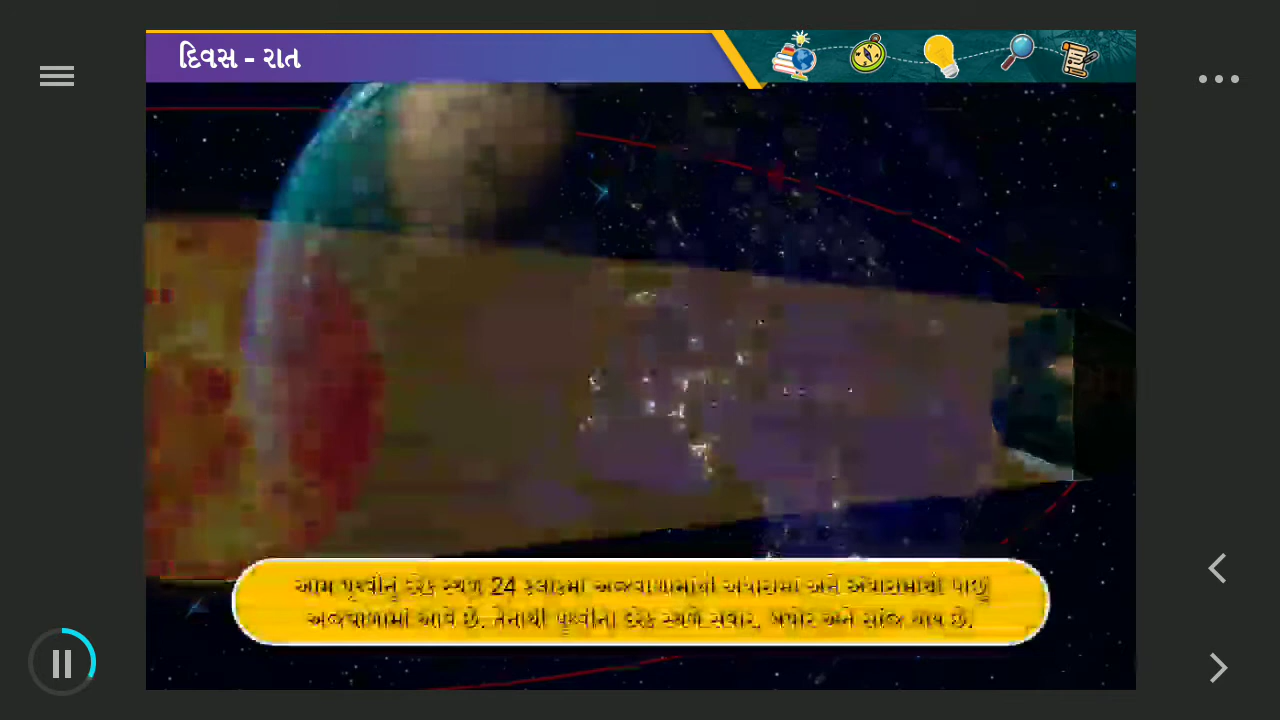 દિવસ - રાત
આમ પૃથ્વીનું દરેક સ્થળ 24 કલાકમાં અજવાળામાંથી અંધારામાં અને અંધારામાંથી પાછું
અજવાળામાં આવે છે. તેનાથી પૃથ્વીના દરેક સ્થળે સવાર, બપોર અને સાંજ થાય છે.